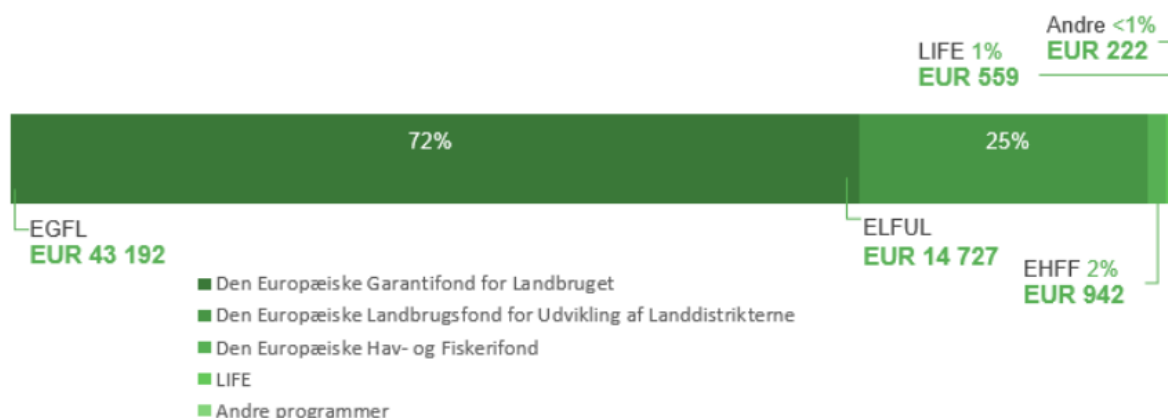 Andre <1%
EUR 222
LIFE 1%
EUR 559
72%
25%
EGFL
EUR 43 192
ELFUL
EUR 14 727
EHFF 2%
EUR 942
Den Europæiske Garantifond for Landbruget
Den Europæiske Landbrugsfond for Udvikling af Landdistrikterne
Den Europæiske Hav- og Fiskerifond
LIFE
Andre programmer